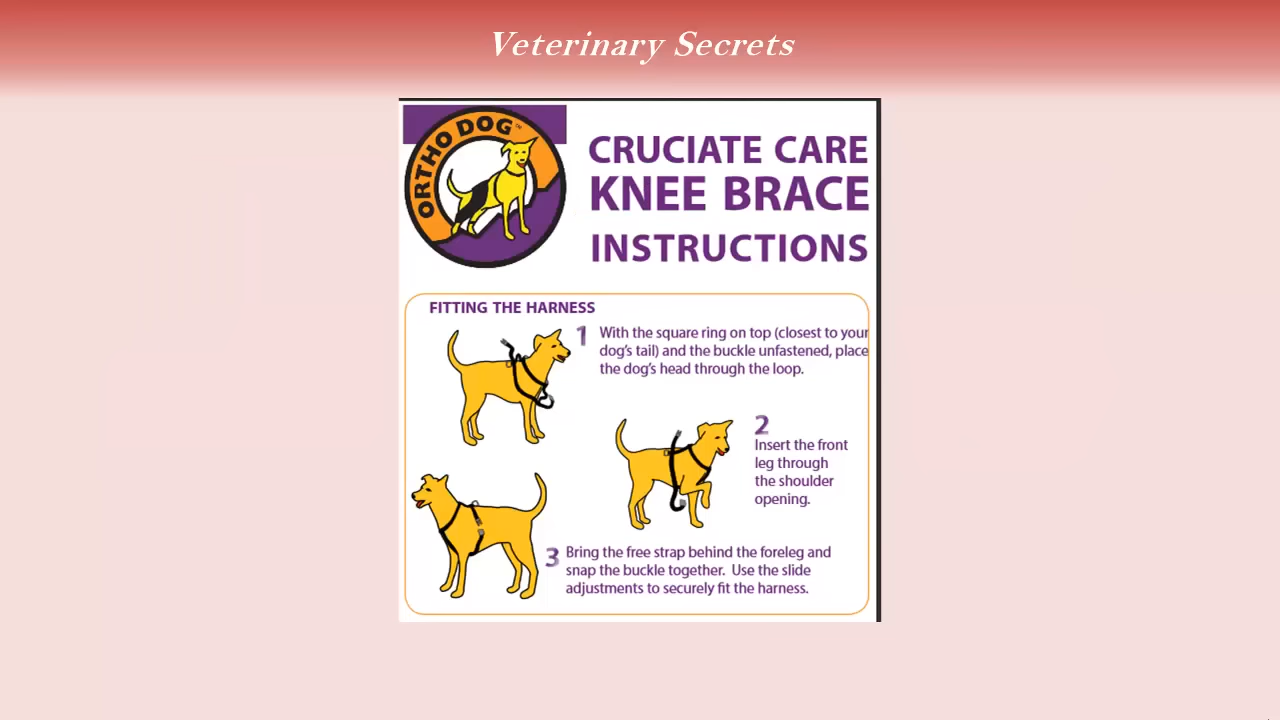 Veterinary Secrets
ORTHO DOG™
CRUCIATE CARE
KNEE BRACE
INSTRUCTIONS
FITTING THE HARNESS
1 With the square ring on top (closest to your
dog's tail) and the buckle unfastened, place
the dog's head through the loop.
2
Insert the front
leg through
the shoulder
opening.
3 Bring the free strap behind the foreleg and
snap the buckle together. Use the slide
adjustments to securely fit the harness.